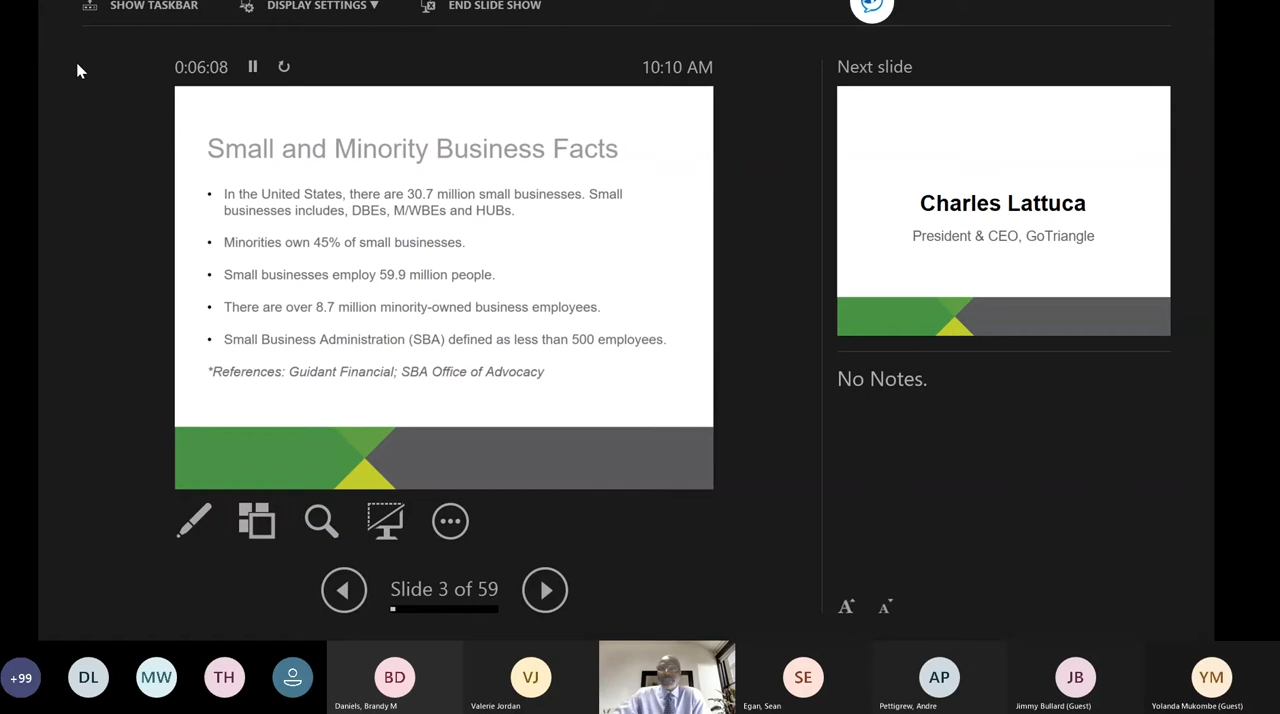 SHOW TASKBAR
DISPLAY SETTINGS ▼
END SLIDE SHOW
0:06:08
10:10 AM
Small and Minority Business Facts
• In the United States, there are 30.7 million small businesses. Small
businesses includes, DBEs, M/WBEs and HUBs.
• Minorities own 45% of small businesses.
• Small businesses employ 59.9 million people.
• There are over 8.7 million minority-owned business employees.
• Small Business Administration (SBA) defined as less than 500 employees.
*References: Guidant Financial; SBA Office of Advocacy
Next slide
Charles Lattuca
President & CEO, GoTriangle
No Notes.
Slide 3 of 59
A A
+99
DL
MW
TH
BD
Daniels, Brandy M
VJ
Valerie Jordan
SE
Egan, Sean
AP
Pettigrew, Andre
JB
Jimmy Bullard (Guest)
YM
Yolanda Mukombe (Guest)